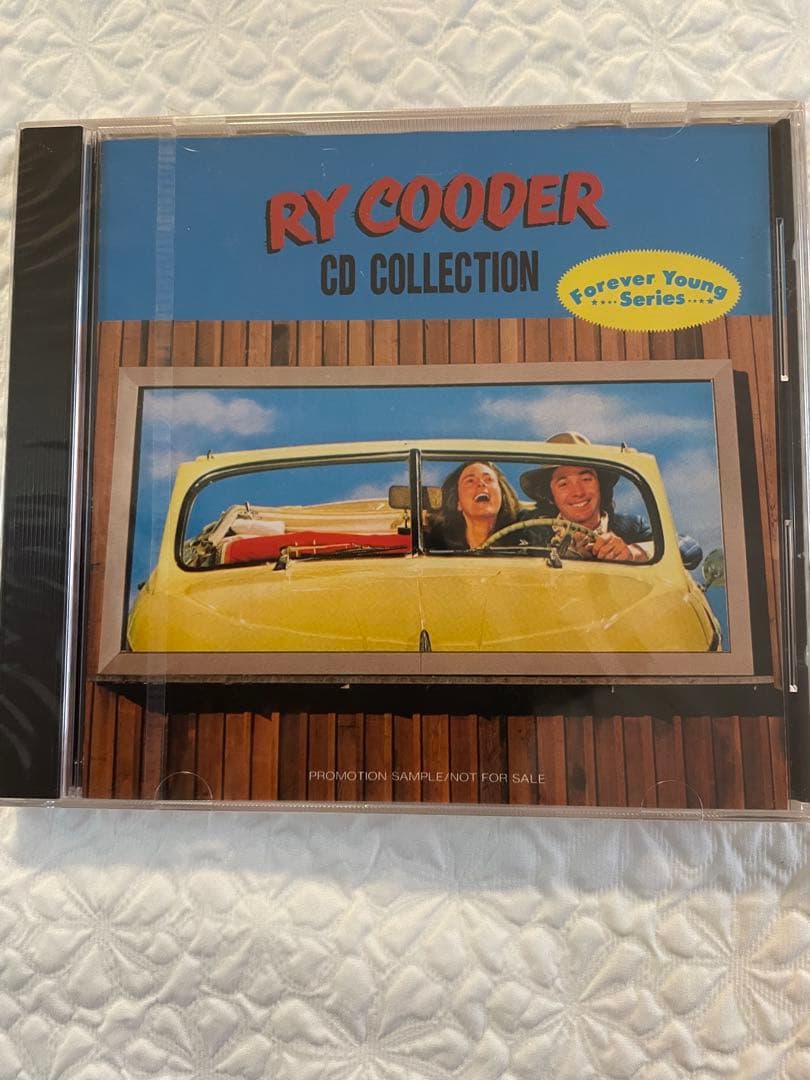 RY COODER
CD COLLECTION
Forever Young
★····Series····★
PROMOTION SAMPLE/NOT FOR SALE